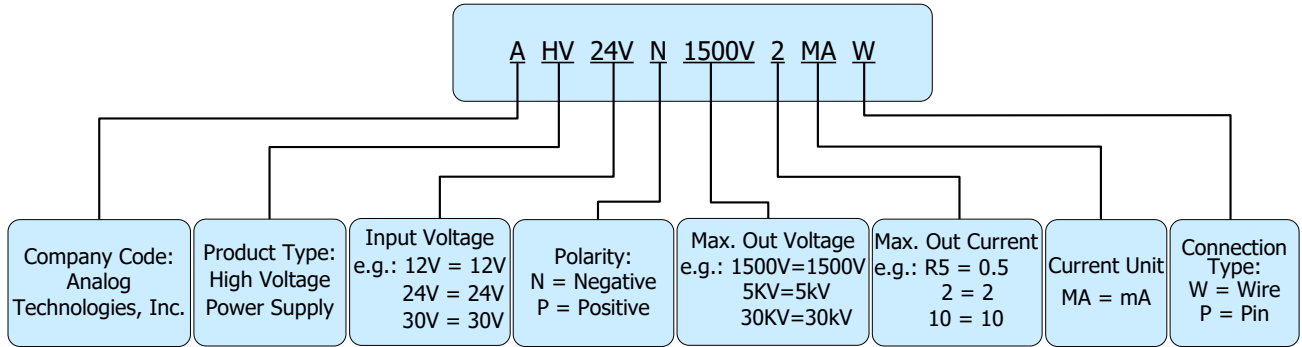 A HV 24V N 1500V 2 MA W
Company Code:
Analog
Technologies, Inc.
Product Type:
High Voltage
Power Supply
Input Voltage
e.g.: 12V = 12V
24V = 24V
30V = 30V
Polarity:
N = Negative
P = Positive
Max. Out Voltage
e.g.: 1500V=1500V
5KV=5kV
30KV=30kV
Max. Out Current
e.g.: R5 = 0.5
2 = 2
10 = 10
Current Unit
MA = mA
Connection
Type:
W = Wire
P = Pin